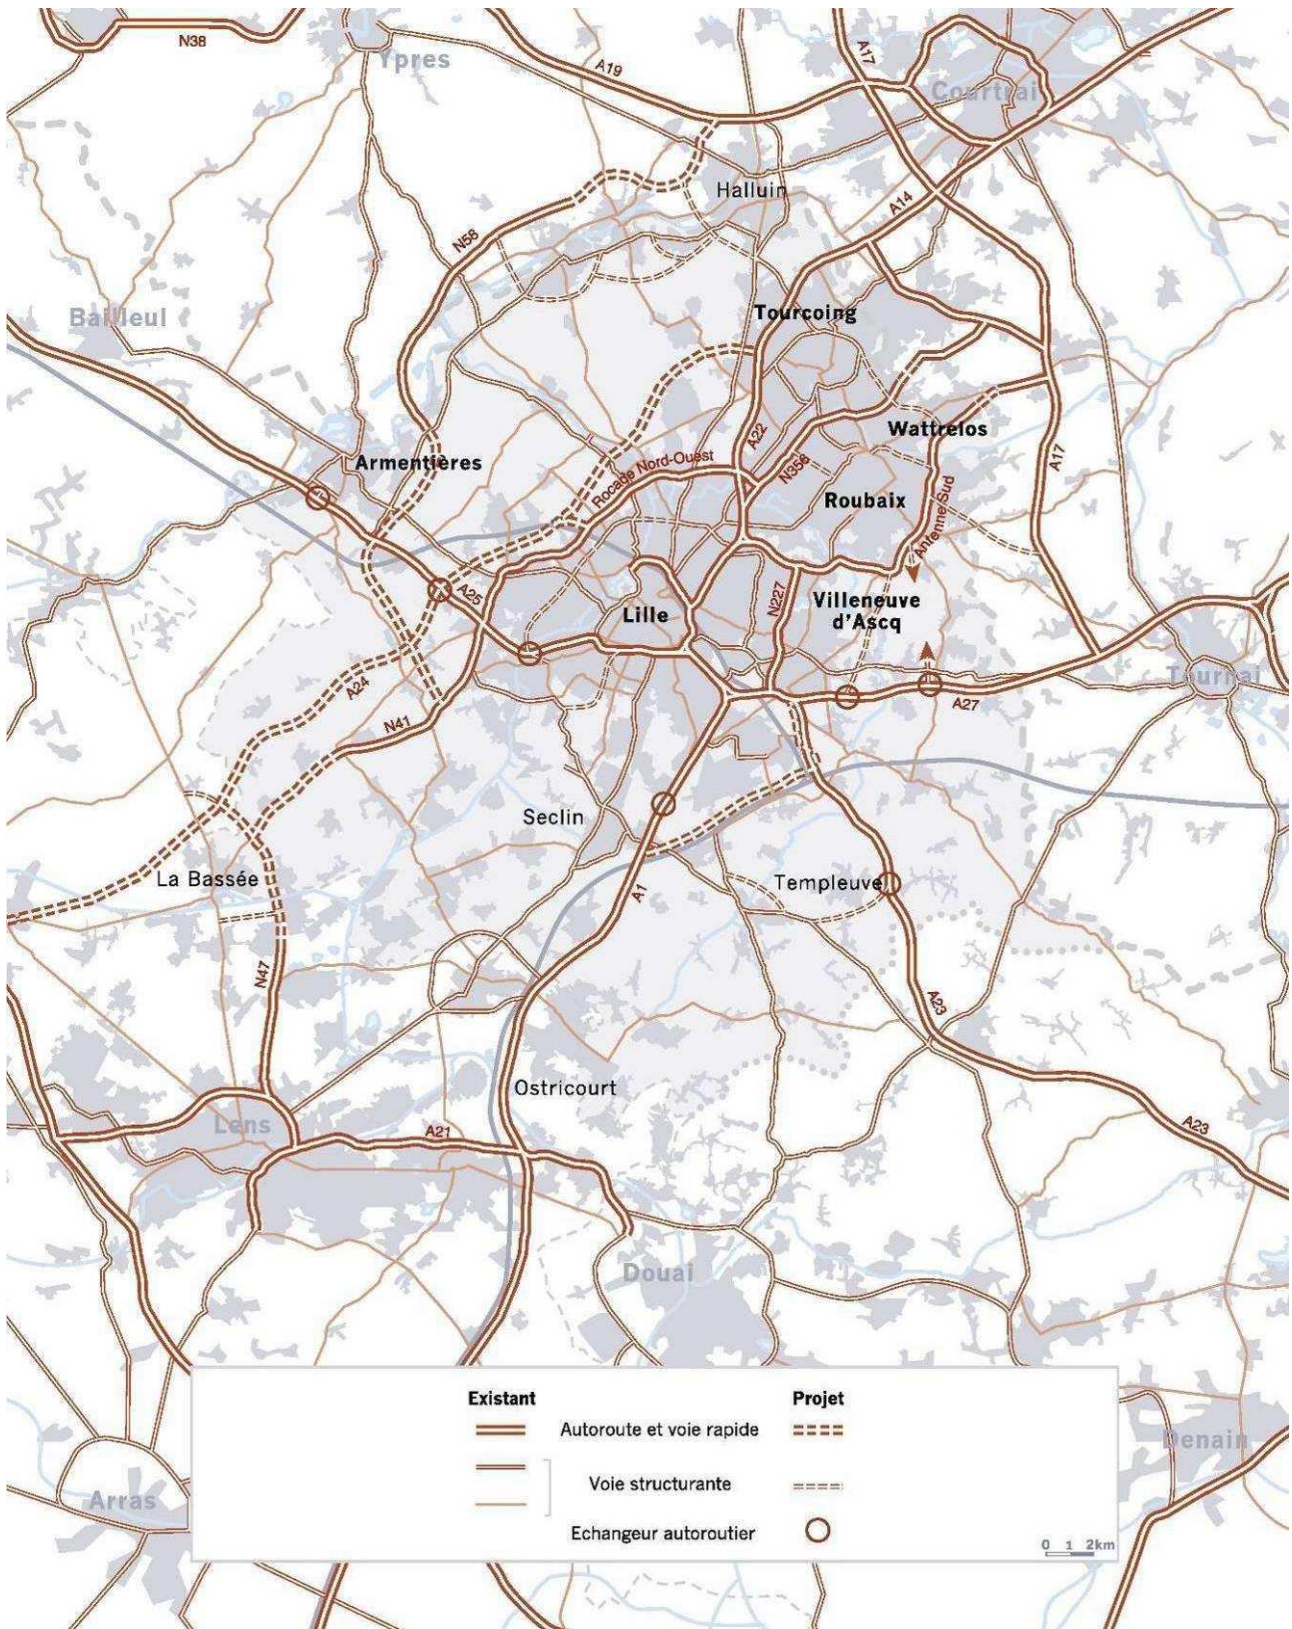 N38
Ypres
A19
A17
Courtrai
Halluin
A14
N58
Bailleul
Tourcoing
Armentières
Rocade Nord-Ouest
A22
N356
Wattrelos
A17
Roubaix
Antenne Sud
A25
Lille
N227
Villeneuve
d'Ascq
A24
N41
A27
Tournai
Seclin
La Bassée
A1
Templeuve
N47
A23
Ostricourt
Lens
A21
A23
Douai
Existant
Projet
Autoroute et voie rapide
Voie structurante
Echangeur autoroutier
0 1 2km
Denain
Arras